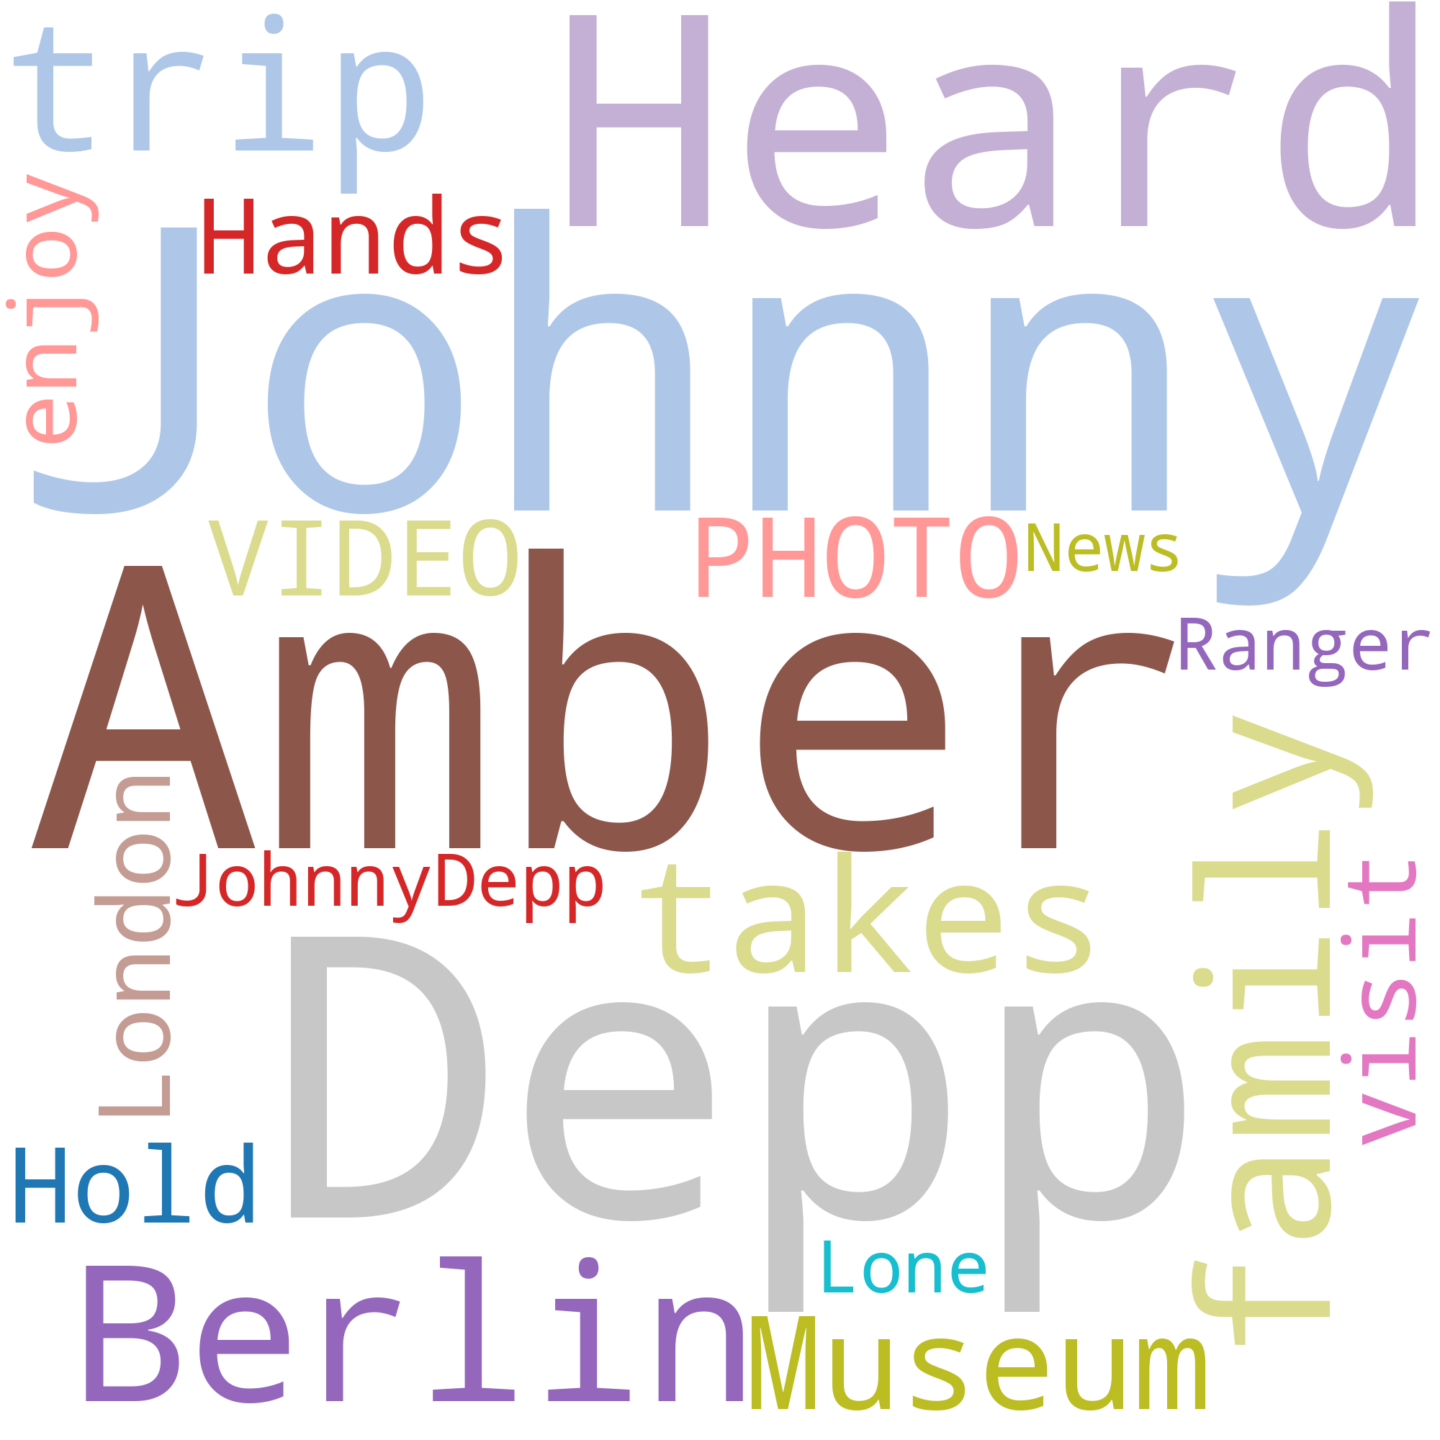 trip
Heard
enjoy
Hands
Johnny
VIDEO
PHOTO
News
Amber
Ranger
London
JohnnyDepp
takes
family
visit
Depp
Hold
Lone
Berlin
Museum